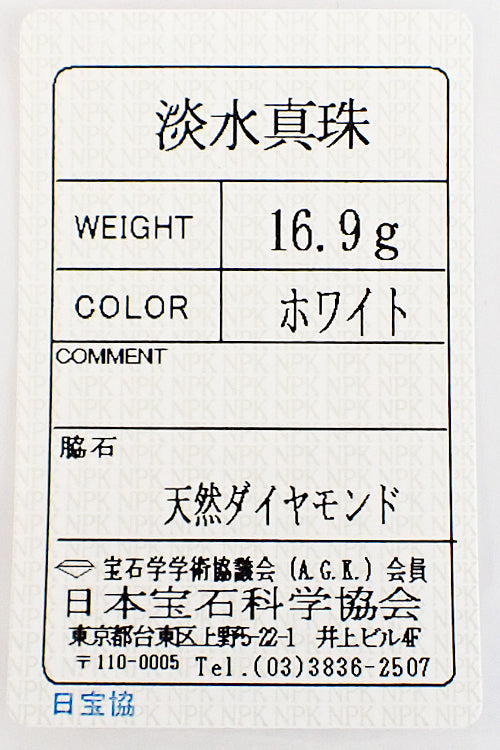 淡水真珠
WEIGHT 16.9g
COLOR ホワイト
COMMENT
脇石
天然ダイヤモンド
宝石学学術協議会(A.G.K.)会員
日本宝石科学協会
東京都台東区上野5-22-1 井上ビル4F
〒110-0005 Tel.(03)3836-2507
日宝協